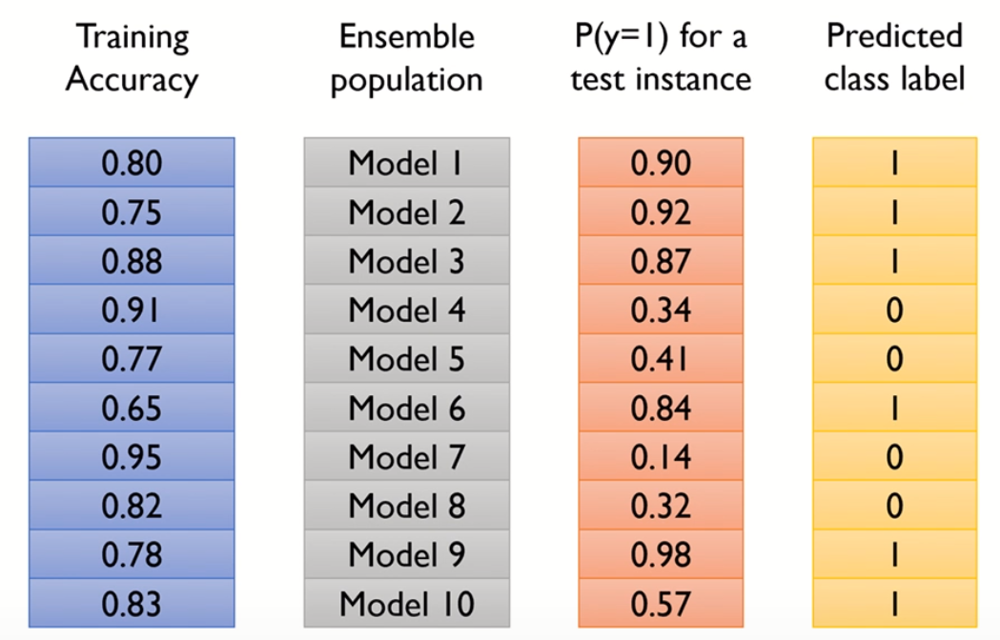 Training Accuracy Ensemble population P(y=1) for a test instance Predicted class label
0.80 Model 1 0.90 1
0.75 Model 2 0.92 1
0.88 Model 3 0.87 1
0.91 Model 4 0.34 0
0.77 Model 5 0.41 0
0.65 Model 6 0.84 1
0.95 Model 7 0.14 0
0.82 Model 8 0.32 0
0.78 Model 9 0.98 1
0.83 Model 10 0.57 1